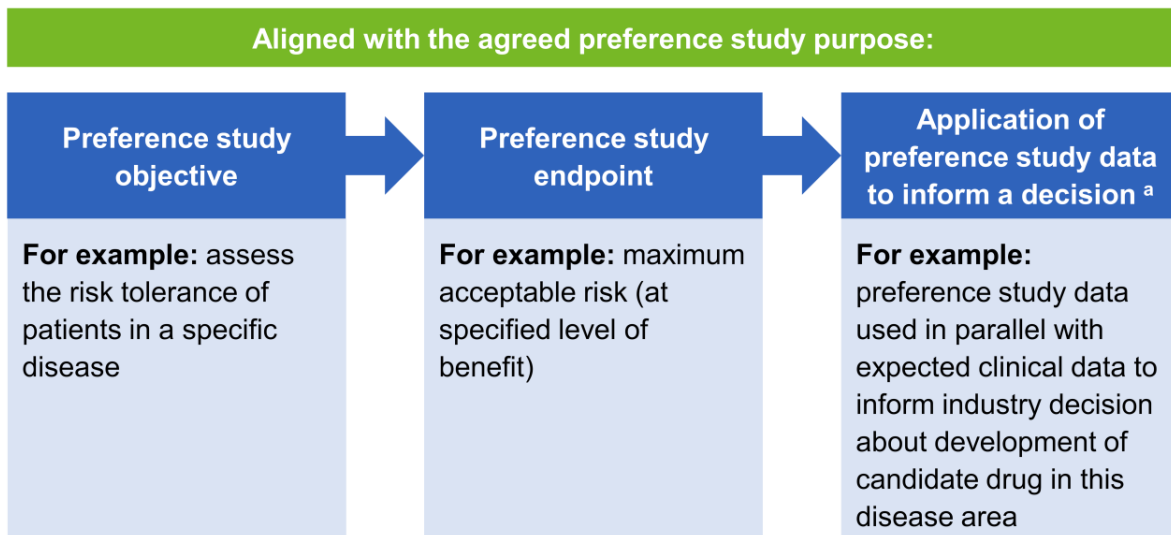 Aligned with the agreed preference study purpose:
Preference study
objective
Preference study
endpoint
Application of
preference study data
to inform a decision ᵃ
For example: assess
the risk tolerance of
patients in a specific
disease
For example: maximum
acceptable risk (at
specified level of
benefit)
For example:
preference study data
used in parallel with
expected clinical data to
inform industry decision
about development of
candidate drug in this
disease area